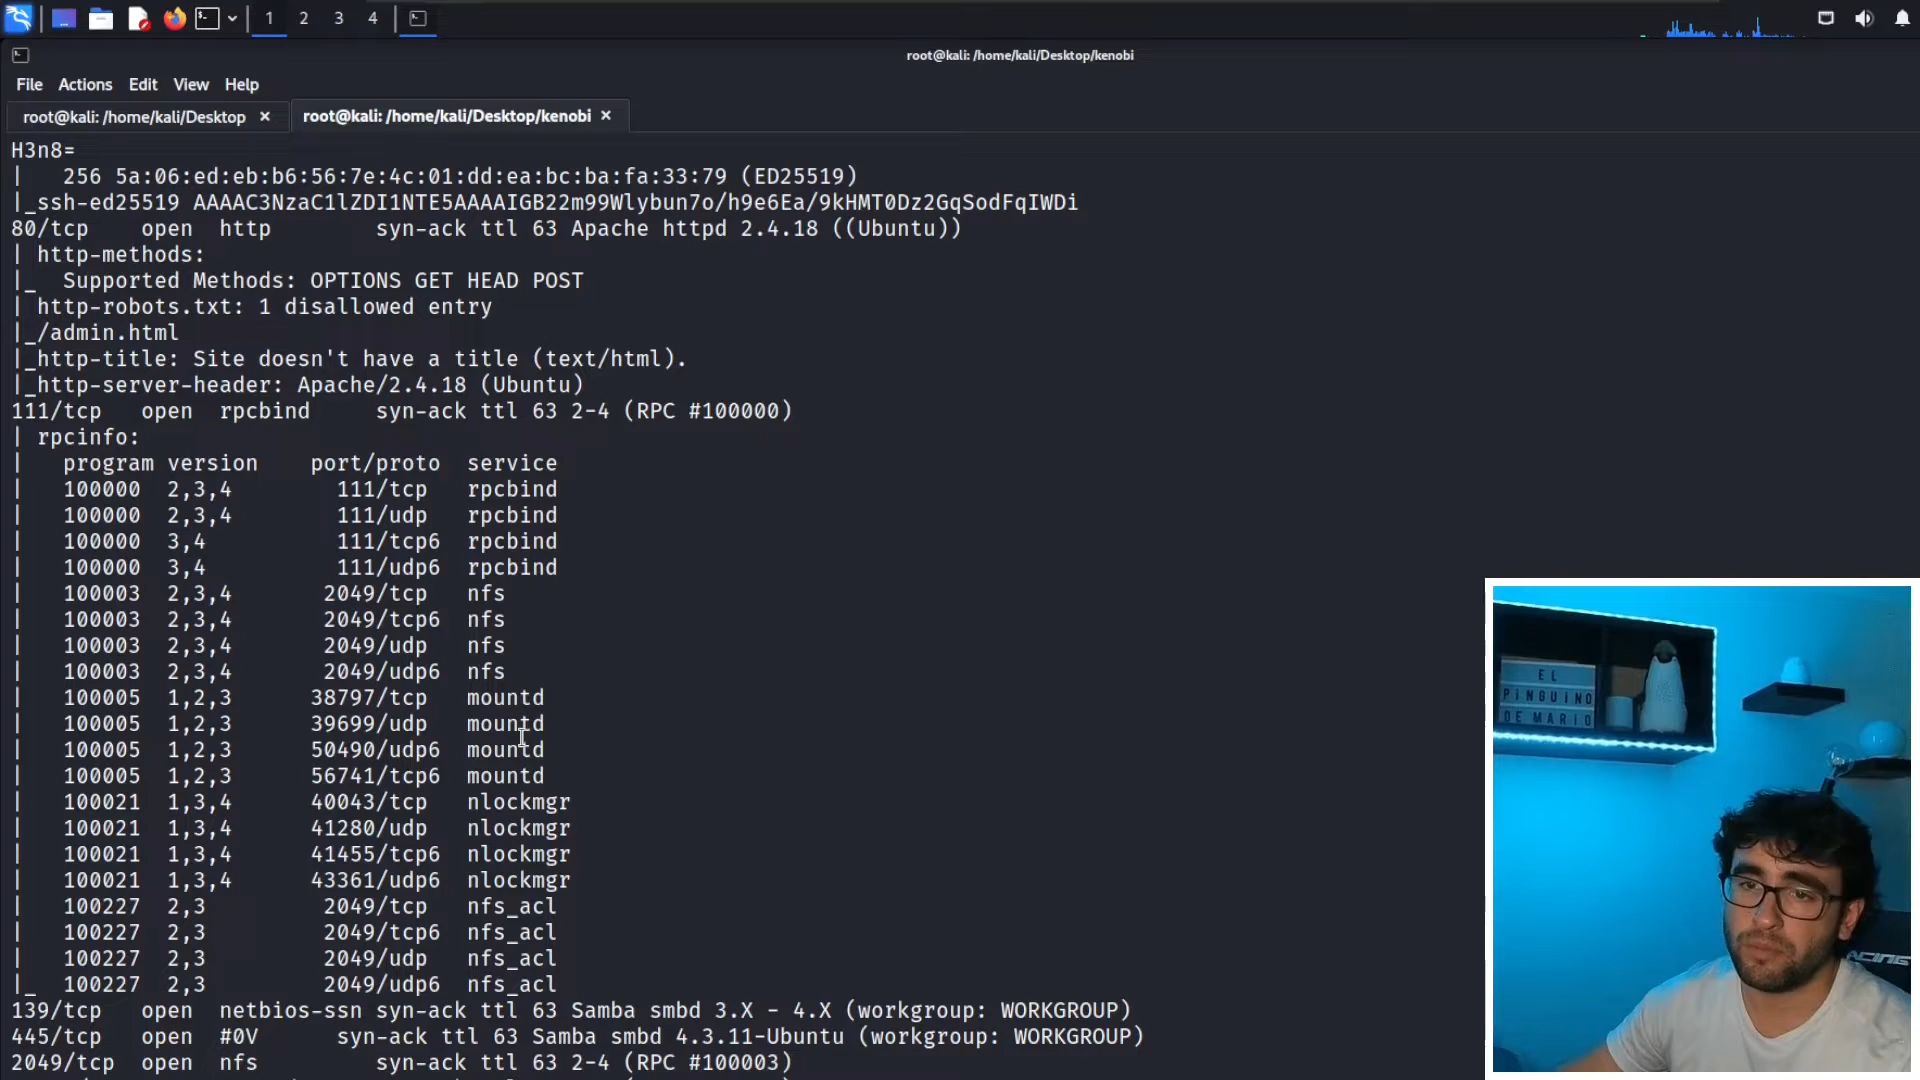 1 2 3 4
root@kali: /home/kali/Desktop/kenobi
File Actions Edit View Help
root@kali: /home/kali/Desktop × root@kali: /home/kali/Desktop/kenobi ×
H3n8=
|   256 5a:06:ed:eb:b6:56:7e:4c:01:dd:ea:bc:ba:fa:33:79 (ED25519)
|_ssh-ed25519 AAAAC3NzaC1lZDI1NTE5AAAAIGB22m99Wlybun7o/h9e6Ea/9kHMT0Dz2GqSodFqIWDi
80/tcp   open  http        syn-ack ttl 63 Apache httpd 2.4.18 ((Ubuntu))
| http-methods:
|_  Supported Methods: OPTIONS GET HEAD POST
| http-robots.txt: 1 disallowed entry
|_/admin.html
|_http-title: Site doesn't have a title (text/html).
|_http-server-header: Apache/2.4.18 (Ubuntu)
111/tcp   open  rpcbind     syn-ack ttl 63 2-4 (RPC #100000)
| rpcinfo:
|   program version    port/proto  service
|   100000  2,3,4        111/tcp   rpcbind
|   100000  2,3,4        111/udp   rpcbind
|   100000  3,4          111/tcp6  rpcbind
|   100000  3,4          111/udp6  rpcbind
|   100003  2,3,4       2049/tcp   nfs
|   100003  2,3,4       2049/tcp6  nfs
|   100003  2,3,4       2049/udp   nfs
|   100003  2,3,4       2049/udp6  nfs
|   100005  1,2,3      38797/tcp   mountd
|   100005  1,2,3      39699/udp   mountd
|   100005  1,2,3      50490/udp6  mountd
|   100005  1,2,3      56741/tcp6  mountd
|   100021  1,3,4      40043/tcp   nlockmgr
|   100021  1,3,4      41280/udp   nlockmgr
|   100021  1,3,4      41455/tcp6  nlockmgr
|   100021  1,3,4      43361/udp6  nlockmgr
|   100227  2,3         2049/tcp   nfs_acl
|   100227  2,3         2049/tcp6  nfs_acl
|   100227  2,3         2049/udp   nfs_acl
|_  100227  2,3         2049/udp6  nfs_acl
139/tcp   open  netbios-ssn syn-ack ttl 63 Samba smbd 3.X - 4.X (workgroup: WORKGROUP)
445/tcp   open  #0V      syn-ack ttl 63 Samba smbd 4.3.11-Ubuntu (workgroup: WORKGROUP)
2049/tcp  open  nfs         syn-ack ttl 63 2-4 (RPC #100003)
EL
PINGUINO
DE MARIO